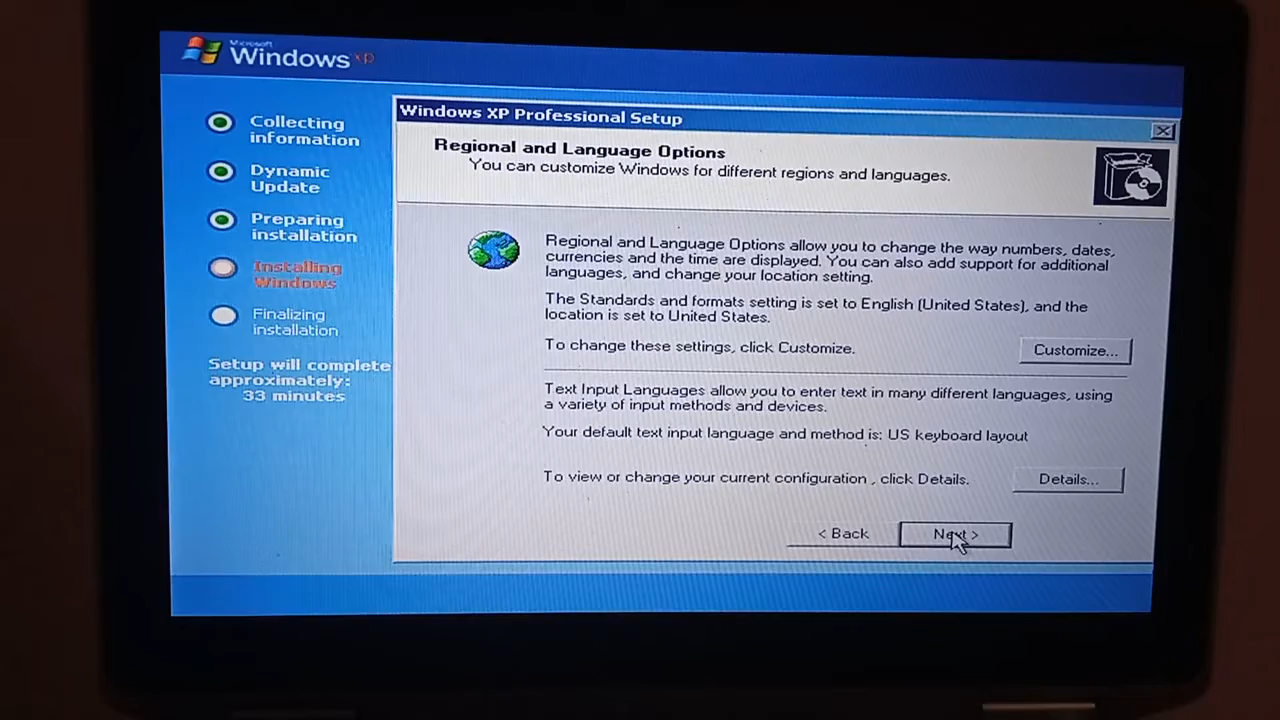 Microsoft
Windows xp
Collecting
information
Dynamic
Update
Preparing
installation
Installing
Windows
Finalizing
installation
Setup will complete
approximately:
33 minutes
Windows XP Professional Setup
Regional and Language Options
You can customize Windows for different regions and languages.
Regional and Language Options allow you to change the way numbers, dates,
currencies and the time are displayed. You can also add support for additional
languages, and change your location setting.
The Standards and formats setting is set to English (United States), and the
location is set to United States.
To change these settings, click Customize.
Customize...
Text Input Languages allow you to enter text in many different languages, using
a variety of input methods and devices.
Your default text input language and method is: US keyboard layout
To view or change your current configuration , click Details.
Details...
< Back
Next >